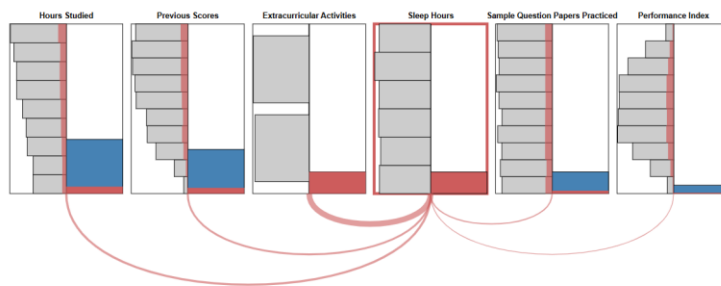 Hours Studied
Previous Scores
Extracurricular Activities
Sleep Hours
Sample Question Papers Practiced
Performance Index